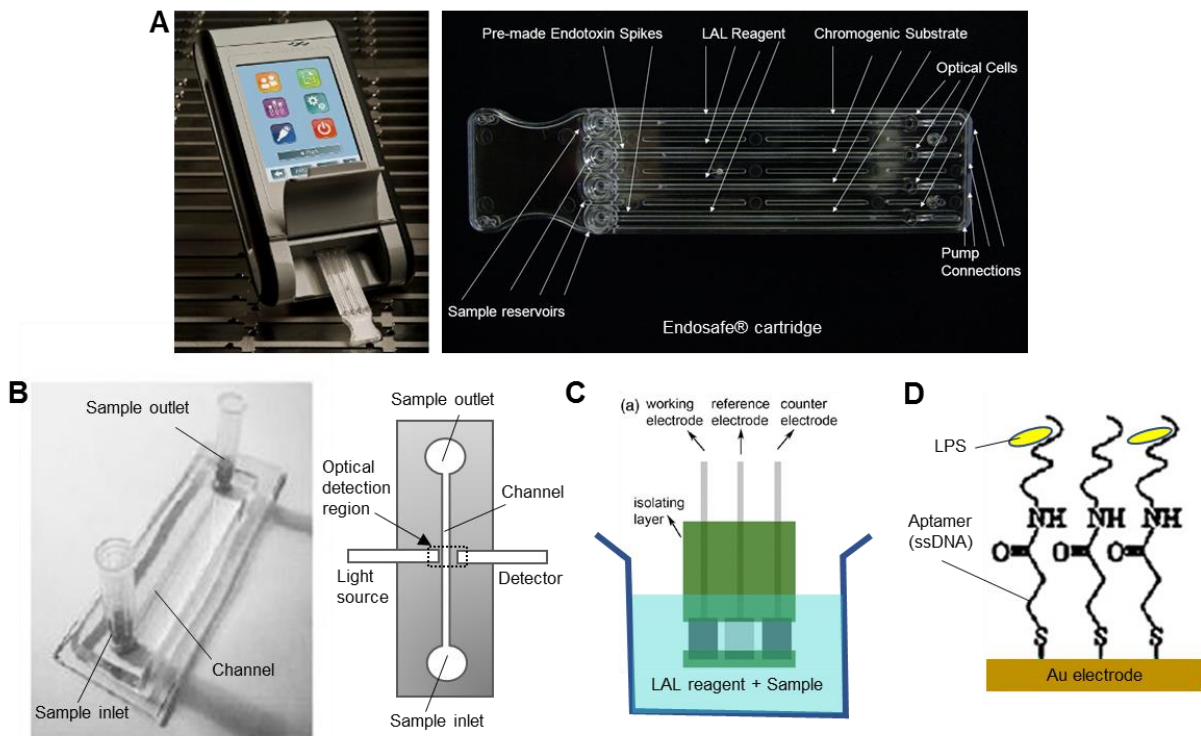 A
Pre-made Endotoxin Spikes
LAL Reagent
Chromogenic Substrate
Optical Cells
Pump
Connections
Sample reservoirs
Endosafe® cartridge
B
Sample outlet
Channel
Sample inlet
Sample outlet
Optical
detection
region
Channel
Light
source
Detector
Sample inlet
C
(a)
working
electrode
reference
electrode
counter
electrode
isolating
layer
LAL reagent + Sample
D
LPS
NH NH NH
Aptamer
(ssDNA)
O O O
S S S
Au electrode